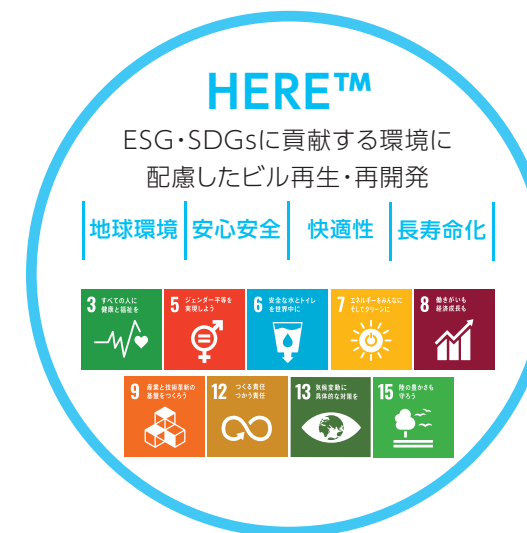 HERE™
ESG・SDGsに貢献する環境に
配慮したビル再生・再開発
地球環境 安心安全 快適性 長寿命化
3 すべての人に
健康と福祉を
5 ジェンダー平等を
実現しよう
6 安全な水とトイレ
を世界中に
7 エネルギーをみんなに
そしてクリーンに
8 働きがいも
経済成長も
9 産業と技術革新の
基盤をつくろう
12 つくる責任
つかう責任
13 気候変動に
具体的な対策を
15 陸の豊かさも
守ろう